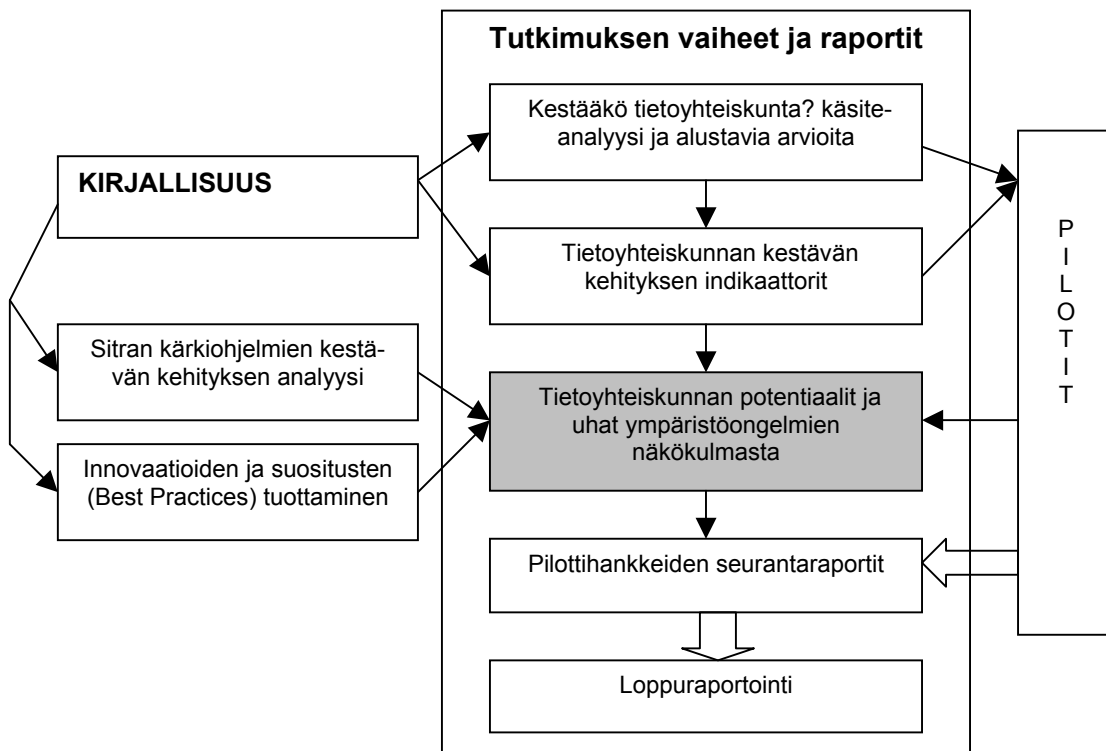 Tutkimuksen vaiheet ja raportit
Kestääkö tietoyhteiskunta? käsite-
analyysi ja alustavia arvioita
KIRJALLISUUS
Tietoyhteiskunnan kestävän
kehityksen indikaattorit
Sitran kärkiohjelmien kestä-
vän kehityksen analyysi
Innovaatioiden ja suositusten
(Best Practices) tuottaminen
Tietoyhteiskunnan potentiaalit ja
uhat ympäristöongelmien
näkökulmasta
Pilottihankkeiden seurantaraportit
Loppuraportointi
P
I
L
O
T
I
T